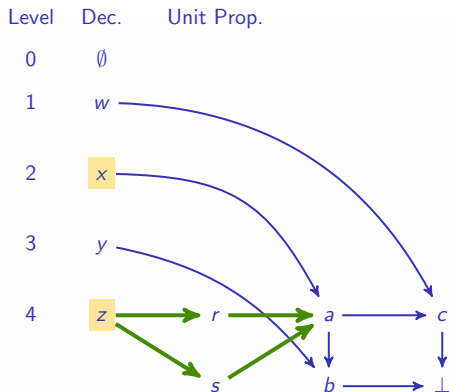 Level Dec. Unit Prop.
0 ∅
1 w
2 x
3 y
4 z r a c
s b ⊥